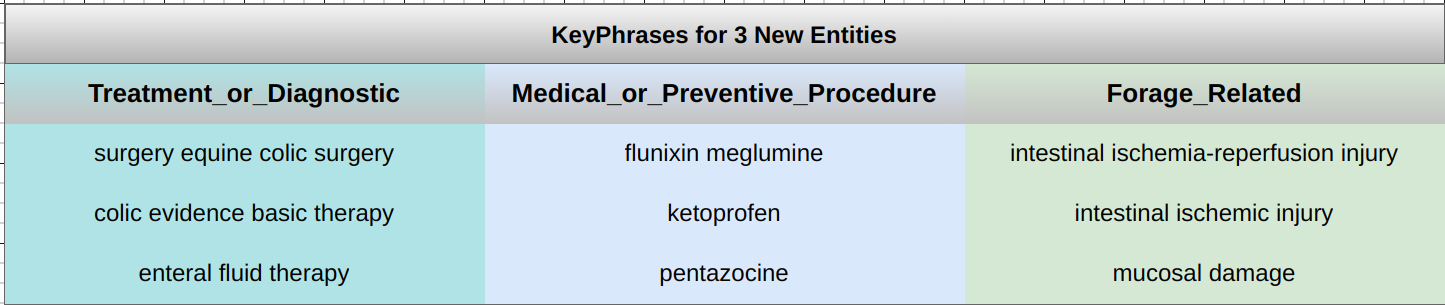 KeyPhrases for 3 New Entities
Treatment_or_Diagnostic Medical_or_Preventive_Procedure Forage_Related
surgery equine colic surgery flunixin meglumine intestinal ischemia-reperfusion injury
colic evidence basic therapy ketoprofen intestinal ischemic injury
enteral fluid therapy pentazocine mucosal damage